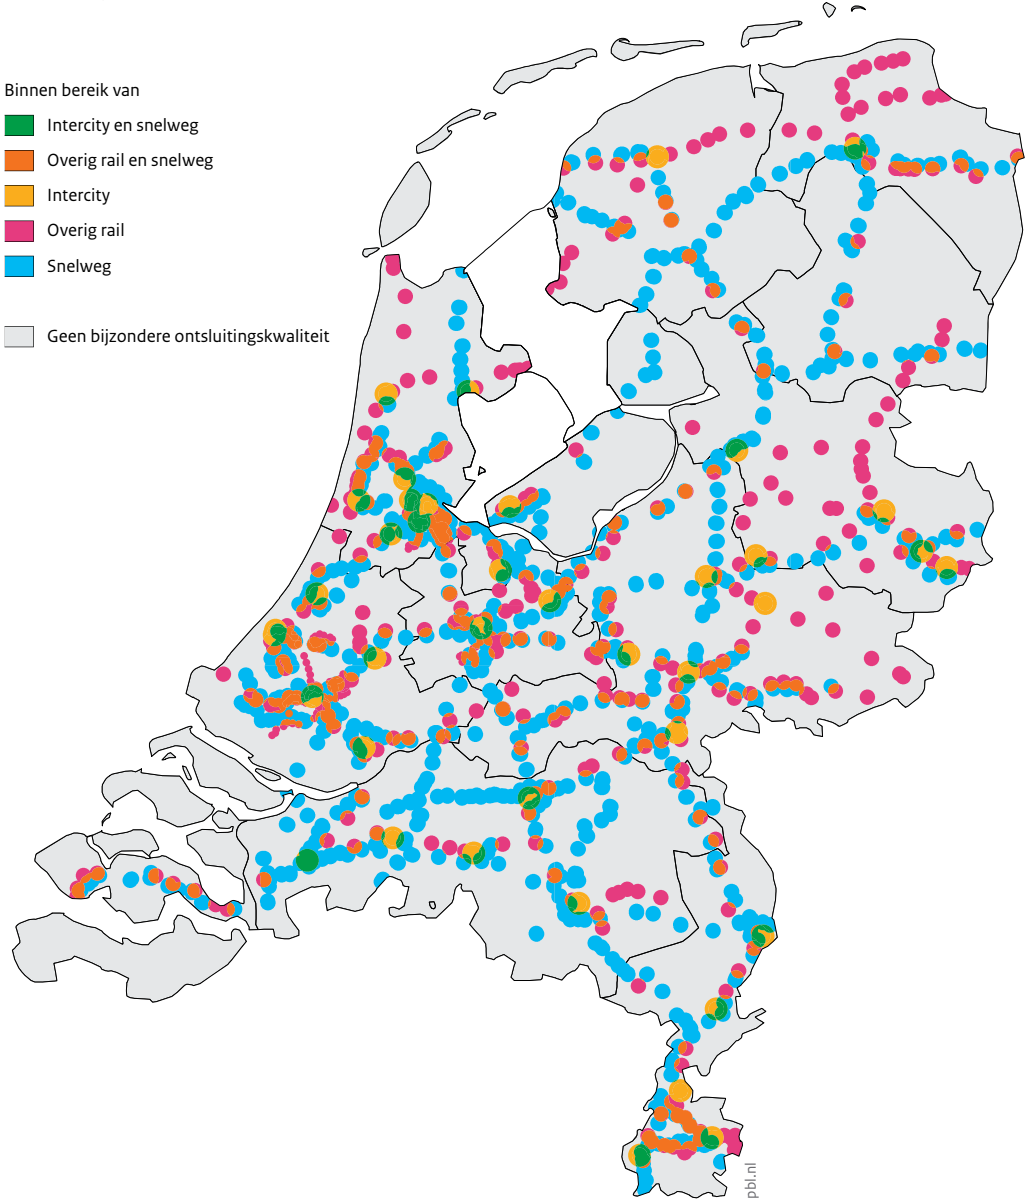 Binnen bereik van
Intercity en snelweg
Overig rail en snelweg
Intercity
Overig rail
Snelweg
Geen bijzondere ontsluitingskwaliteit
pbl.nl